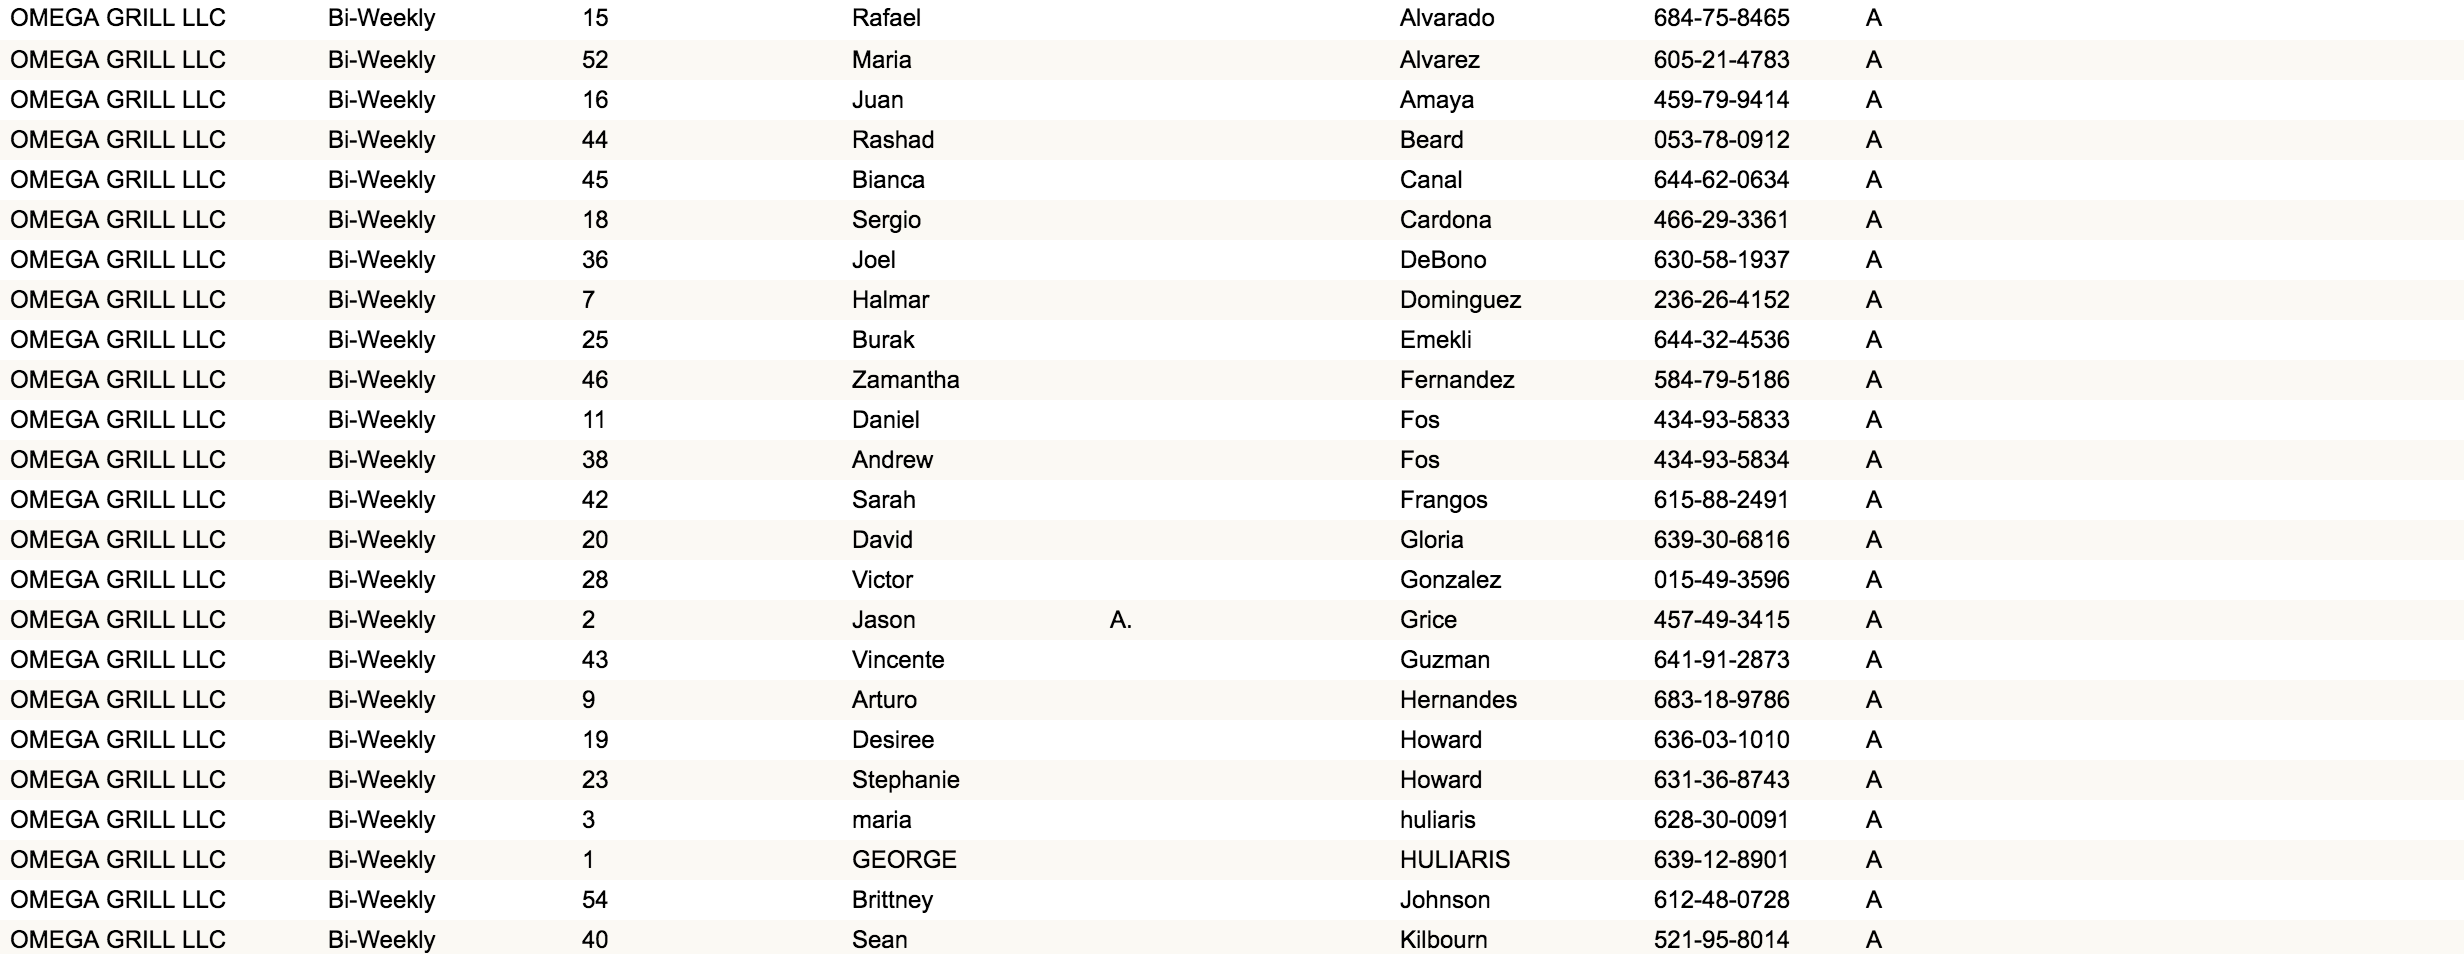 OMEGA GRILL LLC Bi-Weekly 15 Rafael Alvarado 684-75-8465 A
OMEGA GRILL LLC Bi-Weekly 52 Maria Alvarez 605-21-4783 A
OMEGA GRILL LLC Bi-Weekly 16 Juan Amaya 459-79-9414 A
OMEGA GRILL LLC Bi-Weekly 44 Rashad Beard 053-78-0912 A
OMEGA GRILL LLC Bi-Weekly 45 Bianca Canal 644-62-0634 A
OMEGA GRILL LLC Bi-Weekly 18 Sergio Cardona 466-29-3361 A
OMEGA GRILL LLC Bi-Weekly 36 Joel DeBono 630-58-1937 A
OMEGA GRILL LLC Bi-Weekly 7 Halmar Dominguez 236-26-4152 A
OMEGA GRILL LLC Bi-Weekly 25 Burak Emekli 644-32-4536 A
OMEGA GRILL LLC Bi-Weekly 46 Zamantha Fernandez 584-79-5186 A
OMEGA GRILL LLC Bi-Weekly 11 Daniel Fos 434-93-5833 A
OMEGA GRILL LLC Bi-Weekly 38 Andrew Fos 434-93-5834 A
OMEGA GRILL LLC Bi-Weekly 42 Sarah Frangos 615-88-2491 A
OMEGA GRILL LLC Bi-Weekly 20 David Gloria 639-30-6816 A
OMEGA GRILL LLC Bi-Weekly 28 Victor Gonzalez 015-49-3596 A
OMEGA GRILL LLC Bi-Weekly 2 Jason A. Grice 457-49-3415 A
OMEGA GRILL LLC Bi-Weekly 43 Vincente Guzman 641-91-2873 A
OMEGA GRILL LLC Bi-Weekly 9 Arturo Hernandes 683-18-9786 A
OMEGA GRILL LLC Bi-Weekly 19 Desiree Howard 636-03-1010 A
OMEGA GRILL LLC Bi-Weekly 23 Stephanie Howard 631-36-8743 A
OMEGA GRILL LLC Bi-Weekly 3 maria huliaris 628-30-0091 A
OMEGA GRILL LLC Bi-Weekly 1 GEORGE HULIARIS 639-12-8901 A
OMEGA GRILL LLC Bi-Weekly 54 Brittney Johnson 612-48-0728 A
OMEGA GRILL LLC Bi-Weekly 40 Sean Kilbourn 521-95-8014 A